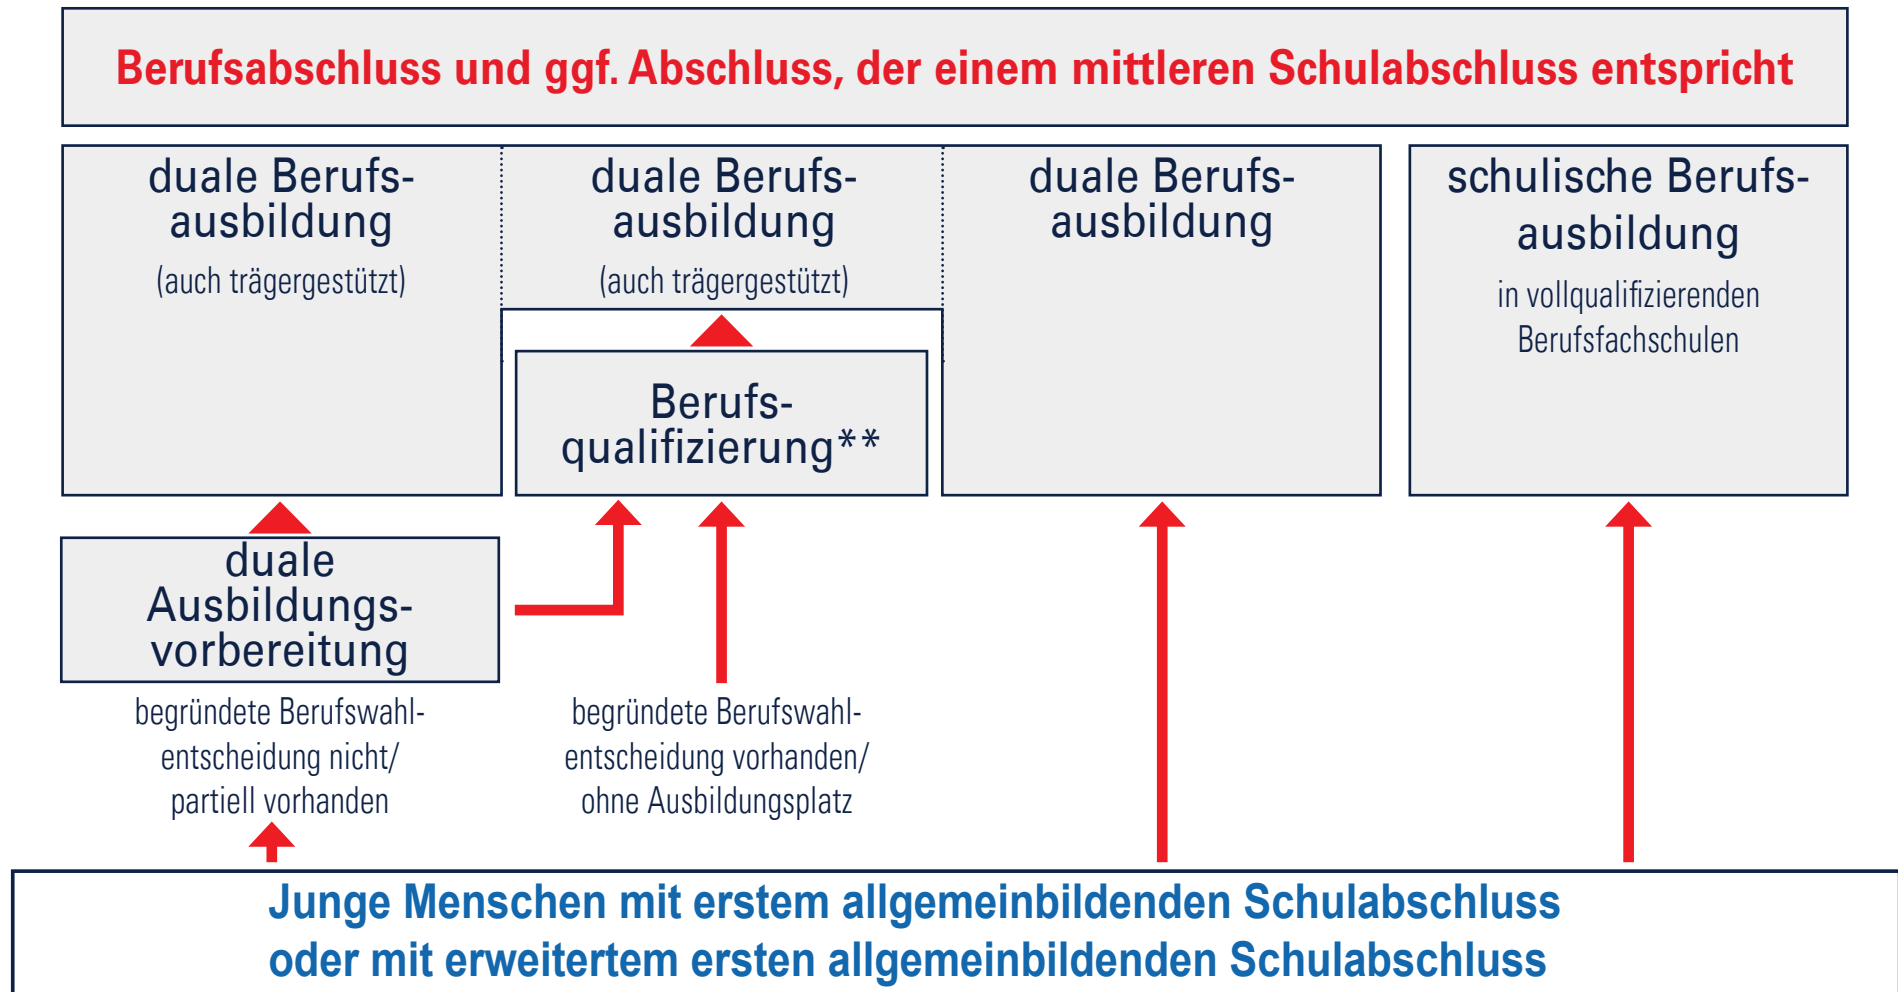 Berufsabschluss und ggf. Abschluss, der einem mittleren Schulabschluss entspricht
duale Berufs-
ausbildung
(auch trägergestützt)
duale Berufs-
ausbildung
(auch trägergestützt)
duale Berufs-
ausbildung
schulische Berufs-
ausbildung
in vollqualifizierenden
Berufsfachschulen
Berufs-
qualifizierung**
duale
Ausbildungs-
vorbereitung
begründete Berufswahl-
entscheidung nicht/
partiell vorhanden
begründete Berufswahl-
entscheidung vorhanden/
ohne Ausbildungsplatz
Junge Menschen mit erstem allgemeinbildenden Schulabschluss
oder mit erweitertem ersten allgemeinbildenden Schulabschluss